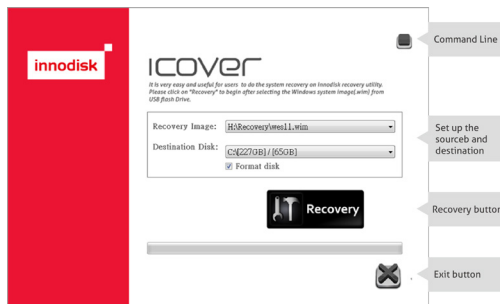 innodisk
iCOVer
It is very easy and useful for users to do the system recovery on Innodisk recovery utility.
Please click on "Recovery" to begin after selecting the Windows system image(.wim) from
USB flash Drive.
Recovery Image: H:\Recovery\wes11.wim
Destination Disk: C:\[227GB] / [65GB]
Format disk
Recovery
Command Line
Set up the
sourceb and
destination
Recovery button
Exit button